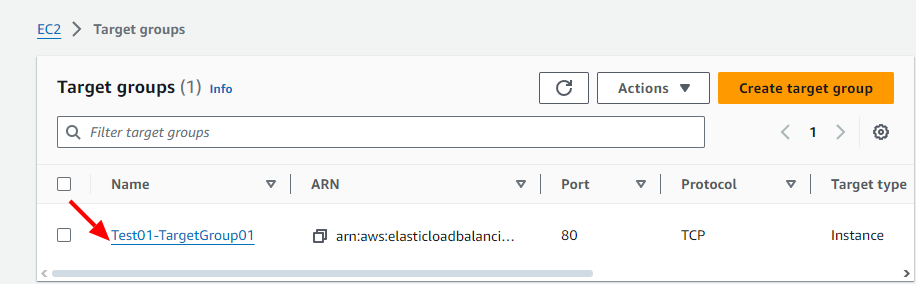 EC2 > Target groups
Target groups (1) Info
Actions
Create target group
Filter target groups
1
Name ARN Port Protocol Target type
Test01-TargetGroup01 arn:aws:elasticloadbalanci... 80 TCP Instance